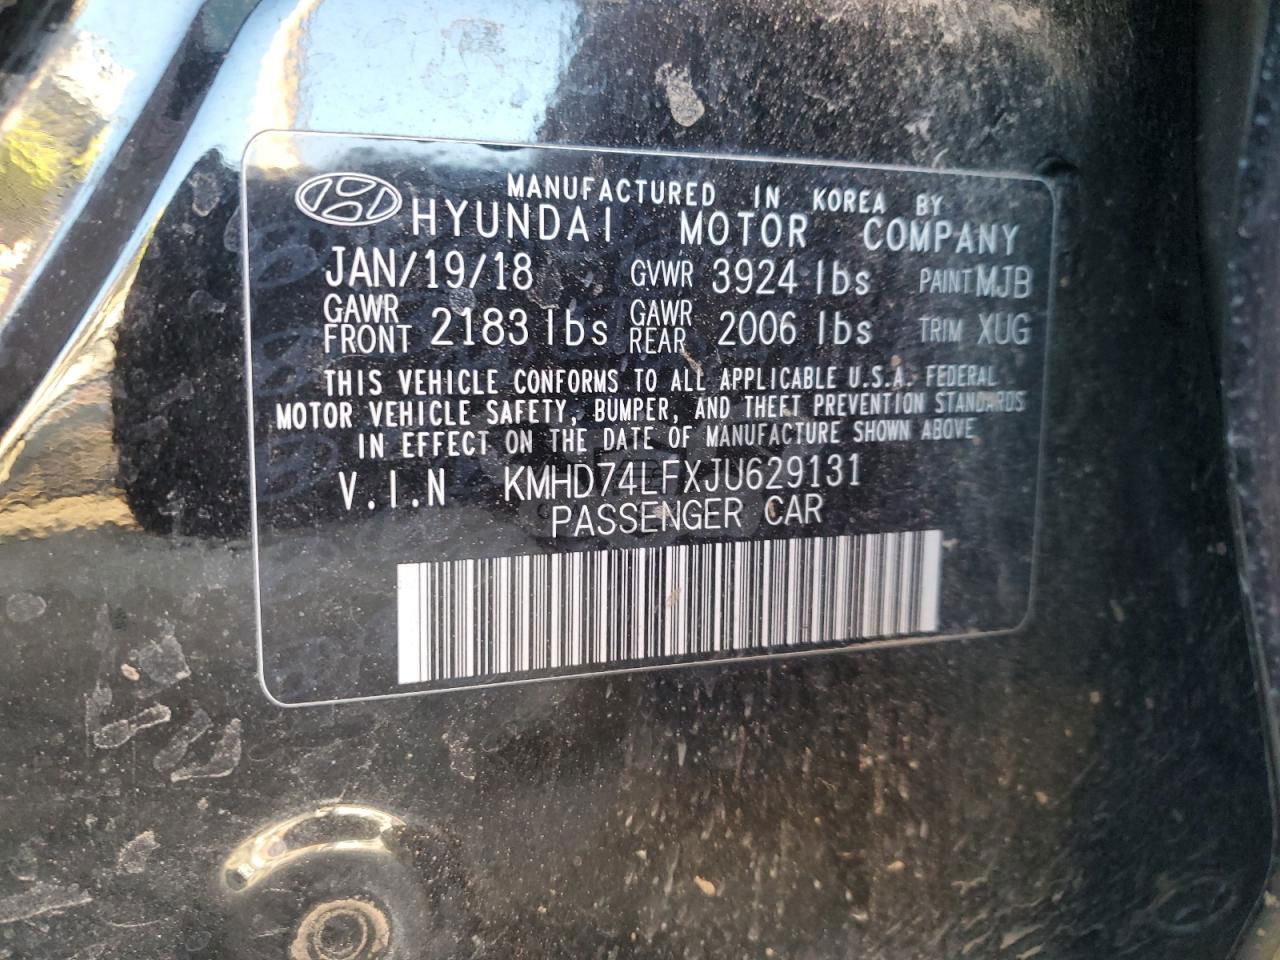 MANUFACTURED IN KOREA BY
HYUNDAI MOTOR COMPANY
JAN/19/18 GVWR 3924 lbs PAINT MJB
GAWR FRONT 2183 lbs GAWR REAR 2006 lbs TRIM XUG
THIS VEHICLE CONFORMS TO ALL APPLICABLE U.S.A. FEDERAL
MOTOR VEHICLE SAFETY, BUMPER, AND THEFT PREVENTION STANDARDS
IN EFFECT ON THE DATE OF MANUFACTURE SHOWN ABOVE
V.I.N KMHD74LFXJU629131
PASSENGER CAR